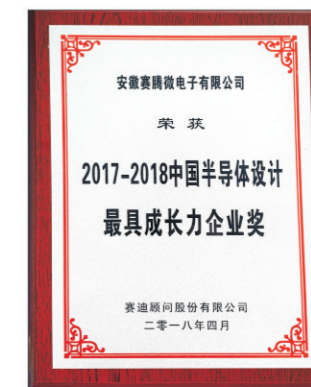 安徽赛腾微电子有限公司
荣 获
2017-2018中国半导体设计
最具成长力企业奖
赛迪顾问股份有限公司
二零一八年四月